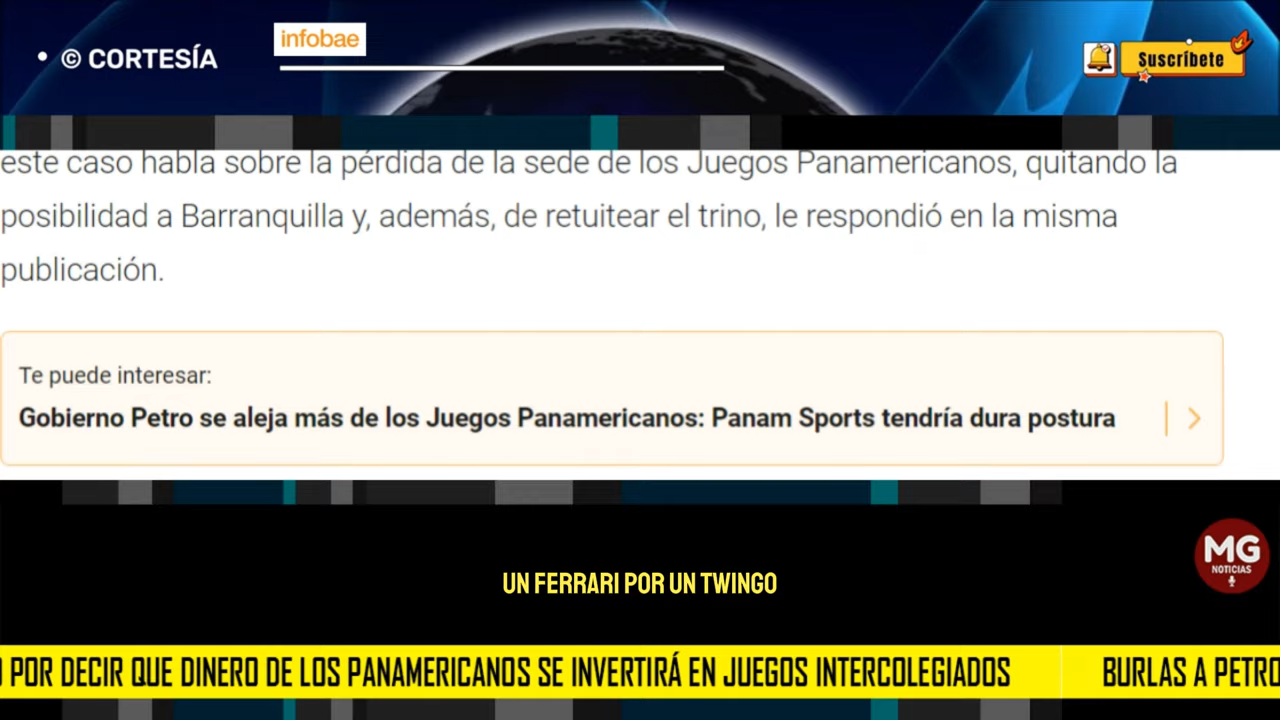 • © CORTESÍA
infobae
Suscríbete
este caso habla sobre la pérdida de la sede de los Juegos Panamericanos, quitando la
posibilidad a Barranquilla y, además, de retuitear el trino, le respondió en la misma
publicación.
Te puede interesar:
Gobierno Petro se aleja más de los Juegos Panamericanos: Panam Sports tendría dura postura
MG
NOTICIAS
UN FERRARI POR UN TWINGO
POR DECIR QUE DINERO DE LOS PANAMERICANOS SE INVERTIRÁ EN JUEGOS INTERCOLEGIADOS
BURLAS A PETRO